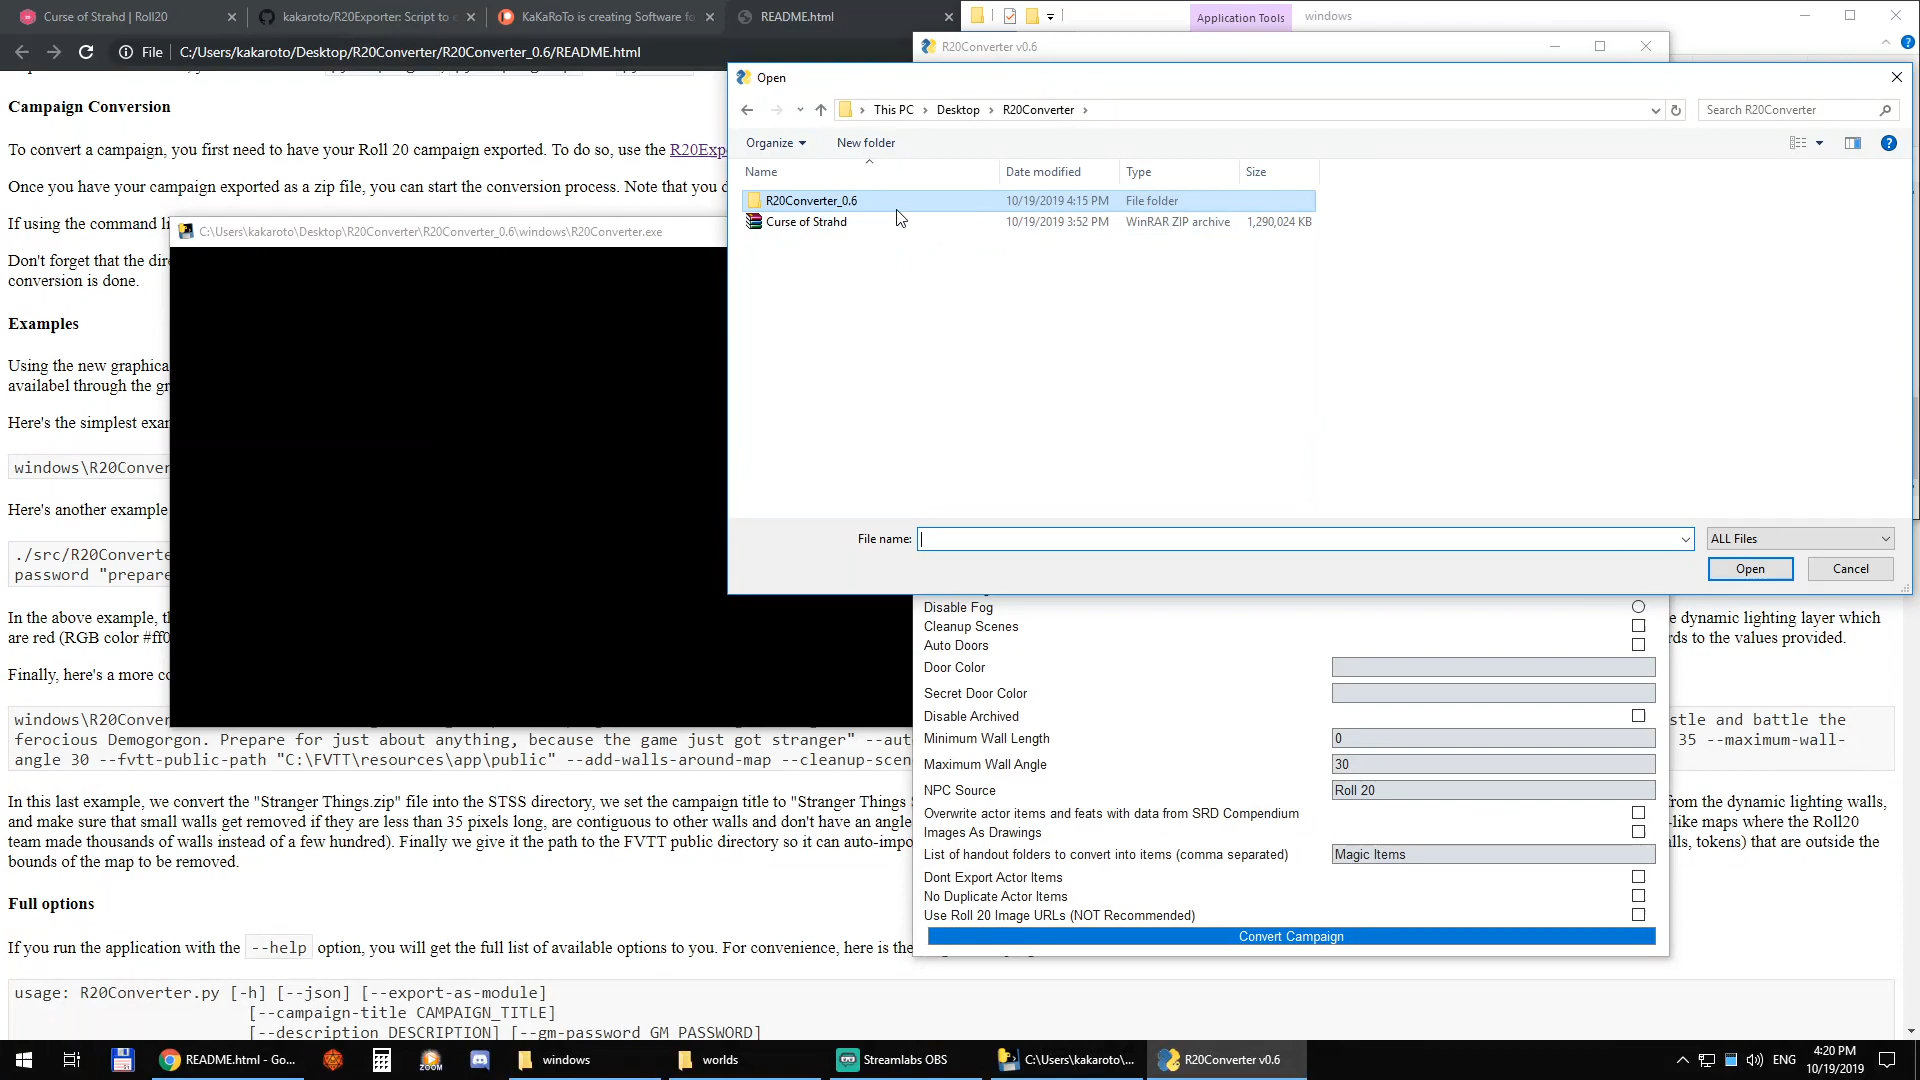 Curse of Strahd | Roll20
kakaroto/R20Exporter: Script to
KaKaRoTo is creating Software fo
README.html
Application Tools
windows
File
C:/Users/kakaroto/Desktop/R20Converter/R20Converter_0.6/README.html
R20Converter v0.6
Open
This PC
Desktop
R20Converter
Search R20Converter
Organize
New folder
Name
Date modified
Type
Size
R20Converter_0.6
10/19/2019 4:15 PM
File folder
Curse of Strahd
10/19/2019 3:52 PM
WinRAR ZIP archive
1,290,024 KB
File name:
ALL Files
Open
Cancel
Campaign Conversion
To convert a campaign, you first need to have your Roll 20 campaign exported. To do so, use the R20Exp
Once you have your campaign exported as a zip file, you can start the conversion process. Note that you
If using the command
C:\Users\kakaroto\Desktop\R20Converter\R20Converter_0.6\windows\R20Converter.exe
Don't forget that the dire
conversion is done.
Examples
Using the new graphica
availabel through the gr
Here's the simplest exar
windows\R20Conver
Here's another example
./src/R20Converte
password "prepare
In the above example, th
e dynamic lighting layer which
are red (RGB color #ff0
rds to the values provided.
Finally, here's a more co
windows\R20Conver
stle and battle the
ferocious Demogorgon. Prepare for just about anything, because the game just got stranger" --aut
35 --maximum-wall-
angle 30 --fvtt-public-path "C:\FVTT\resources\app\public" --add-walls-around-map --cleanup-scen
In this last example, we convert the "Stranger Things.zip" file into the STSS directory, we set the campaign title to "Stranger Things
from the dynamic lighting walls,
and make sure that small walls get removed if they are less than 35 pixels long, are contiguous to other walls and don't have an angle
-like maps where the Roll20
team made thousands of walls instead of a few hundred). Finally we give it the path to the FVTT public directory so it can auto-impo
lls, tokens) that are outside the
bounds of the map to be removed.
Full options
If you run the application with the --help option, you will get the full list of available options to you. For convenience, here is the
usage: R20Converter.py [-h] [--json] [--export-as-module]
[--campaign-title CAMPAIGN_TITLE]
[--description DESCRIPTION] [--gm-password GM PASSWORD]
Disable Fog
Cleanup Scenes
Auto Doors
Door Color
Secret Door Color
Disable Archived
Minimum Wall Length
0
Maximum Wall Angle
30
NPC Source
Roll 20
Overwrite actor items and feats with data from SRD Compendium
Images As Drawings
List of handout folders to convert into items (comma separated)
Magic Items
Dont Export Actor Items
No Duplicate Actor Items
Use Roll 20 Image URLs (NOT Recommended)
Convert Campaign
README.html - Go...
ZOOM
windows
worlds
Streamlabs OBS
C:\Users\kakaroto\...
R20Converter v0.6
ENG
4:20 PM
10/19/2019